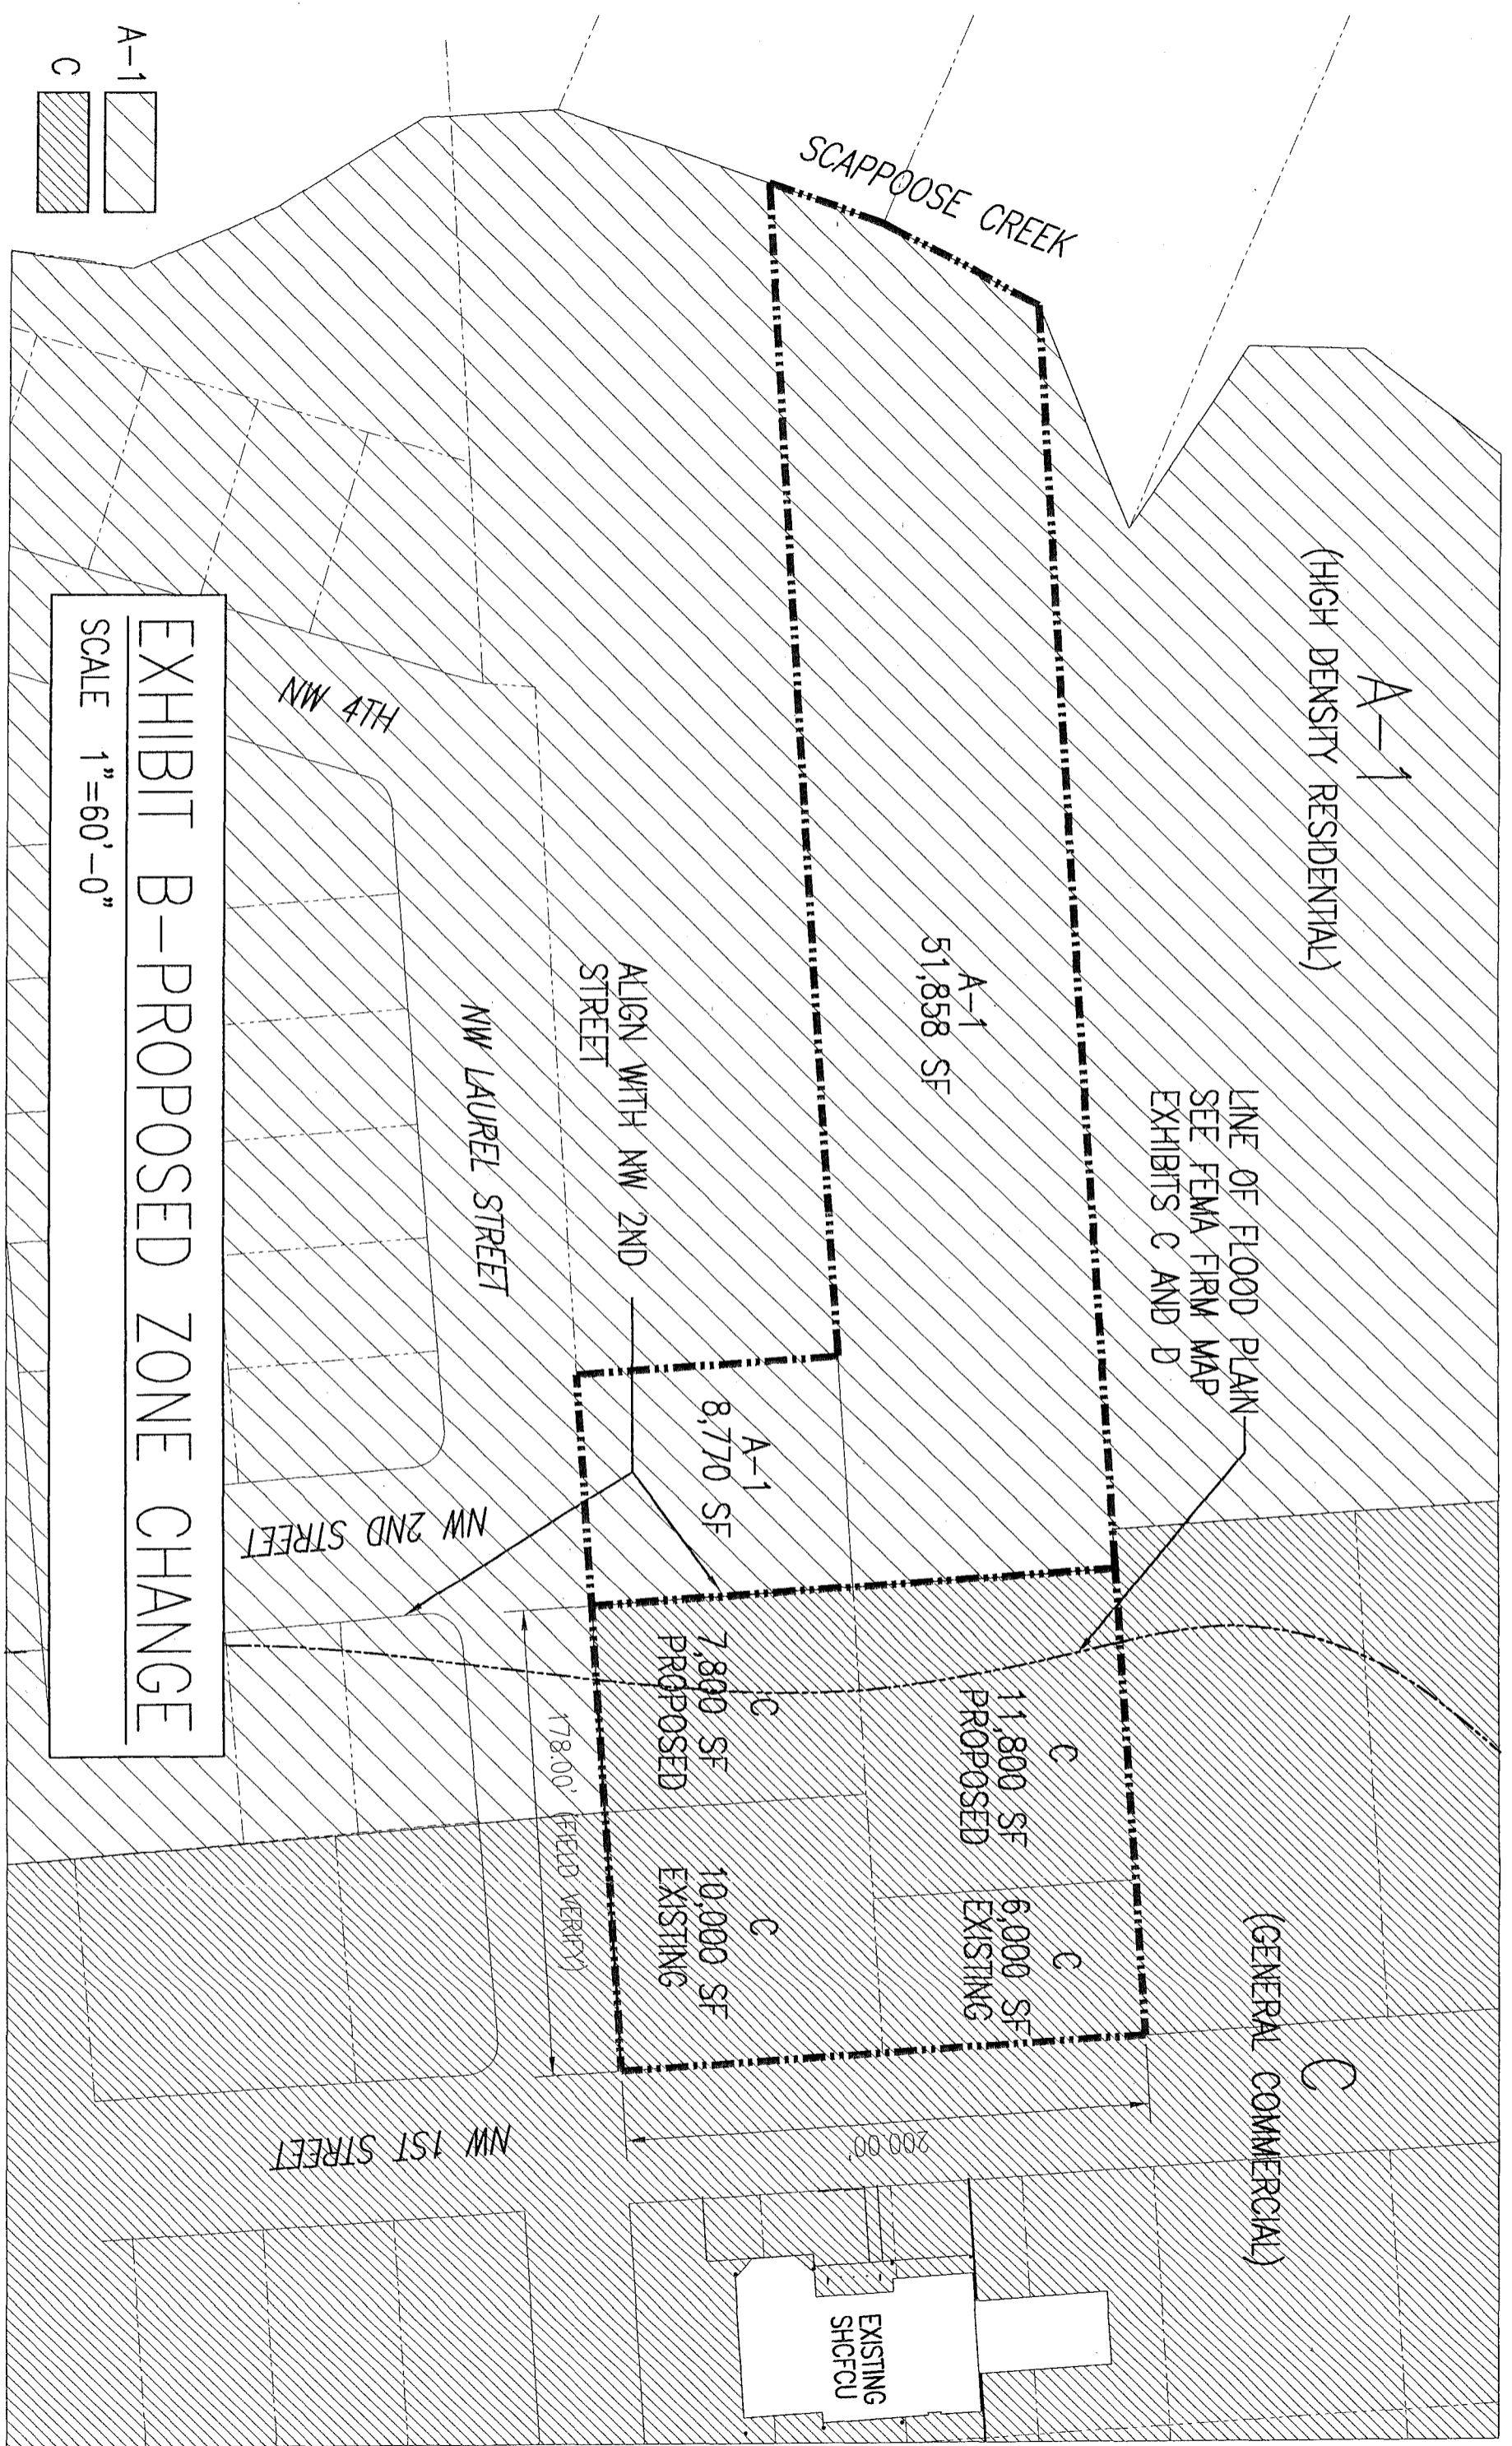 SCAPPOOSE CREEK
A-1
(HIGH DENSITY RESIDENTIAL)
A-1
51,858 SF
LINE OF FLOOD PLAIN
SEE FEMA FIRM MAP
EXHIBITS C AND D
ALIGN WITH NW 2ND
STREET
A-1
8,770 SF
C
11,800 SF
PROPOSED
C
6,000 SF
EXISTING
C
7,800 SF
PROPOSED
C
10,000 SF
EXISTING
C
(GENERAL COMMERCIAL)
178.00' (FIELD VERIFY)
200.00'
EXISTING
SHCFCU
NW 4TH
NW LAUREL STREET
NW 2ND STREET
NW 1ST STREET
A-1
C
EXHIBIT B-PROPOSED ZONE CHANGE
SCALE 1"=60'-0"